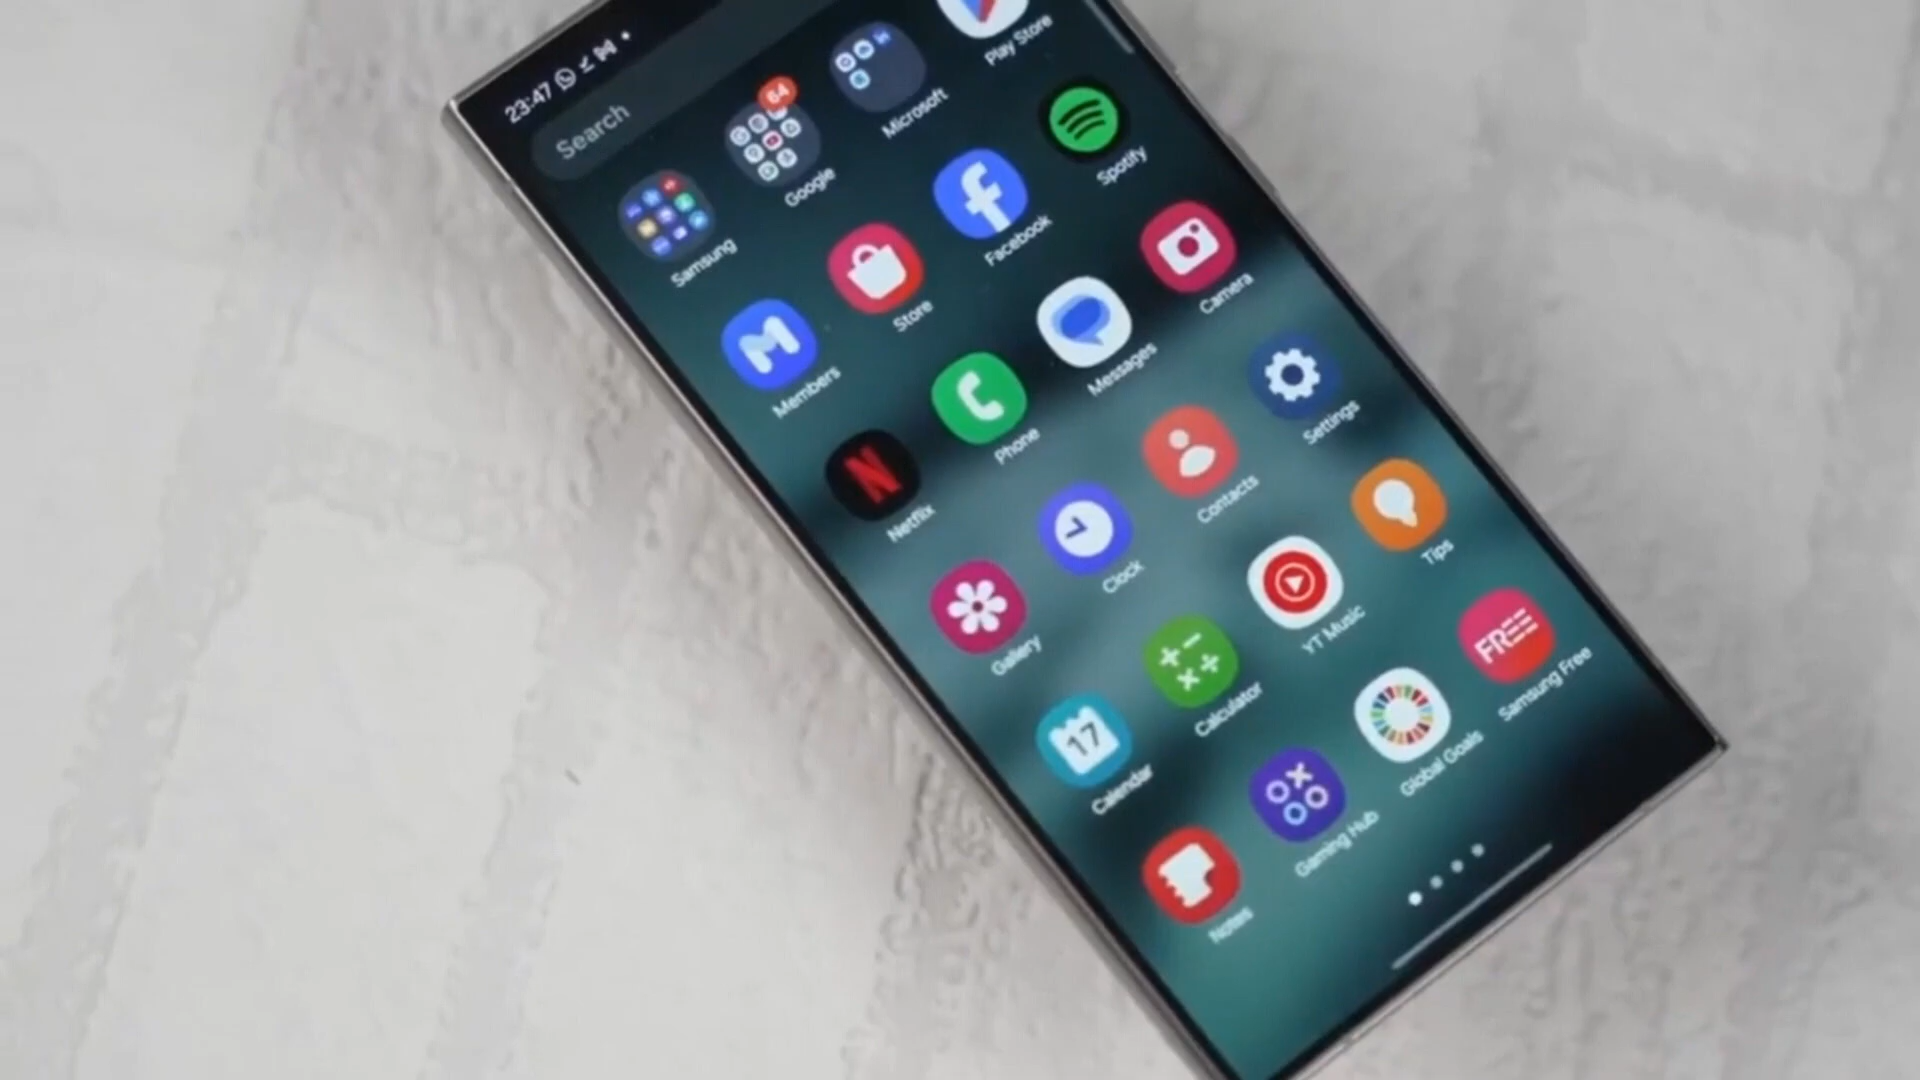 23:47
Search
64
Samsung
Google
Microsoft
Play Store
Members
Store
Facebook
Spotify
Netflix
Phone
Messages
Camera
Gallery
Clock
Contacts
Settings
17
Calendar
Calculator
YT Music
Tips
Notes
Gaming Hub
Global Goals
FREE
Samsung Free